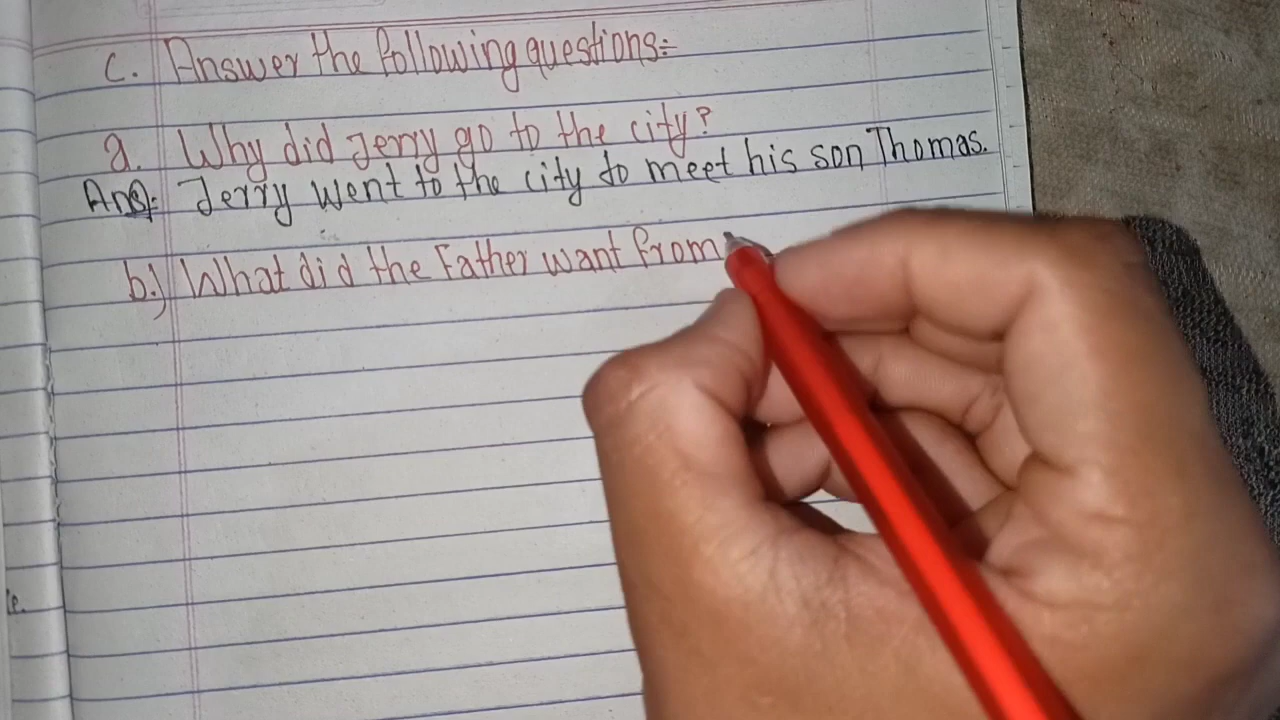 C. Answer the following questions:-
a. Why did Jerry go to the city?
Ans: Jerry went to the city to meet his son Thomas.
b.) What did the Father want from